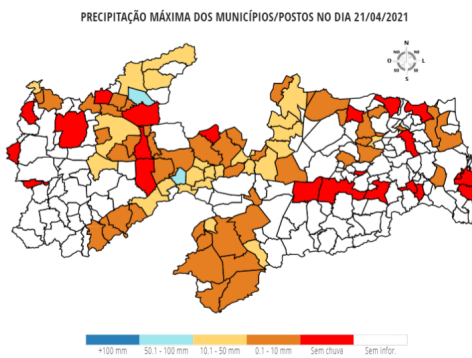 PRECIPITAÇÃO MÁXIMA DOS MUNICÍPIOS/POSTOS NO DIA 21/04/2021
N
O L
S
+100 mm 50.1 - 100 mm 10.1 - 50 mm 0.1 - 10 mm Sem chuva Sem infor.